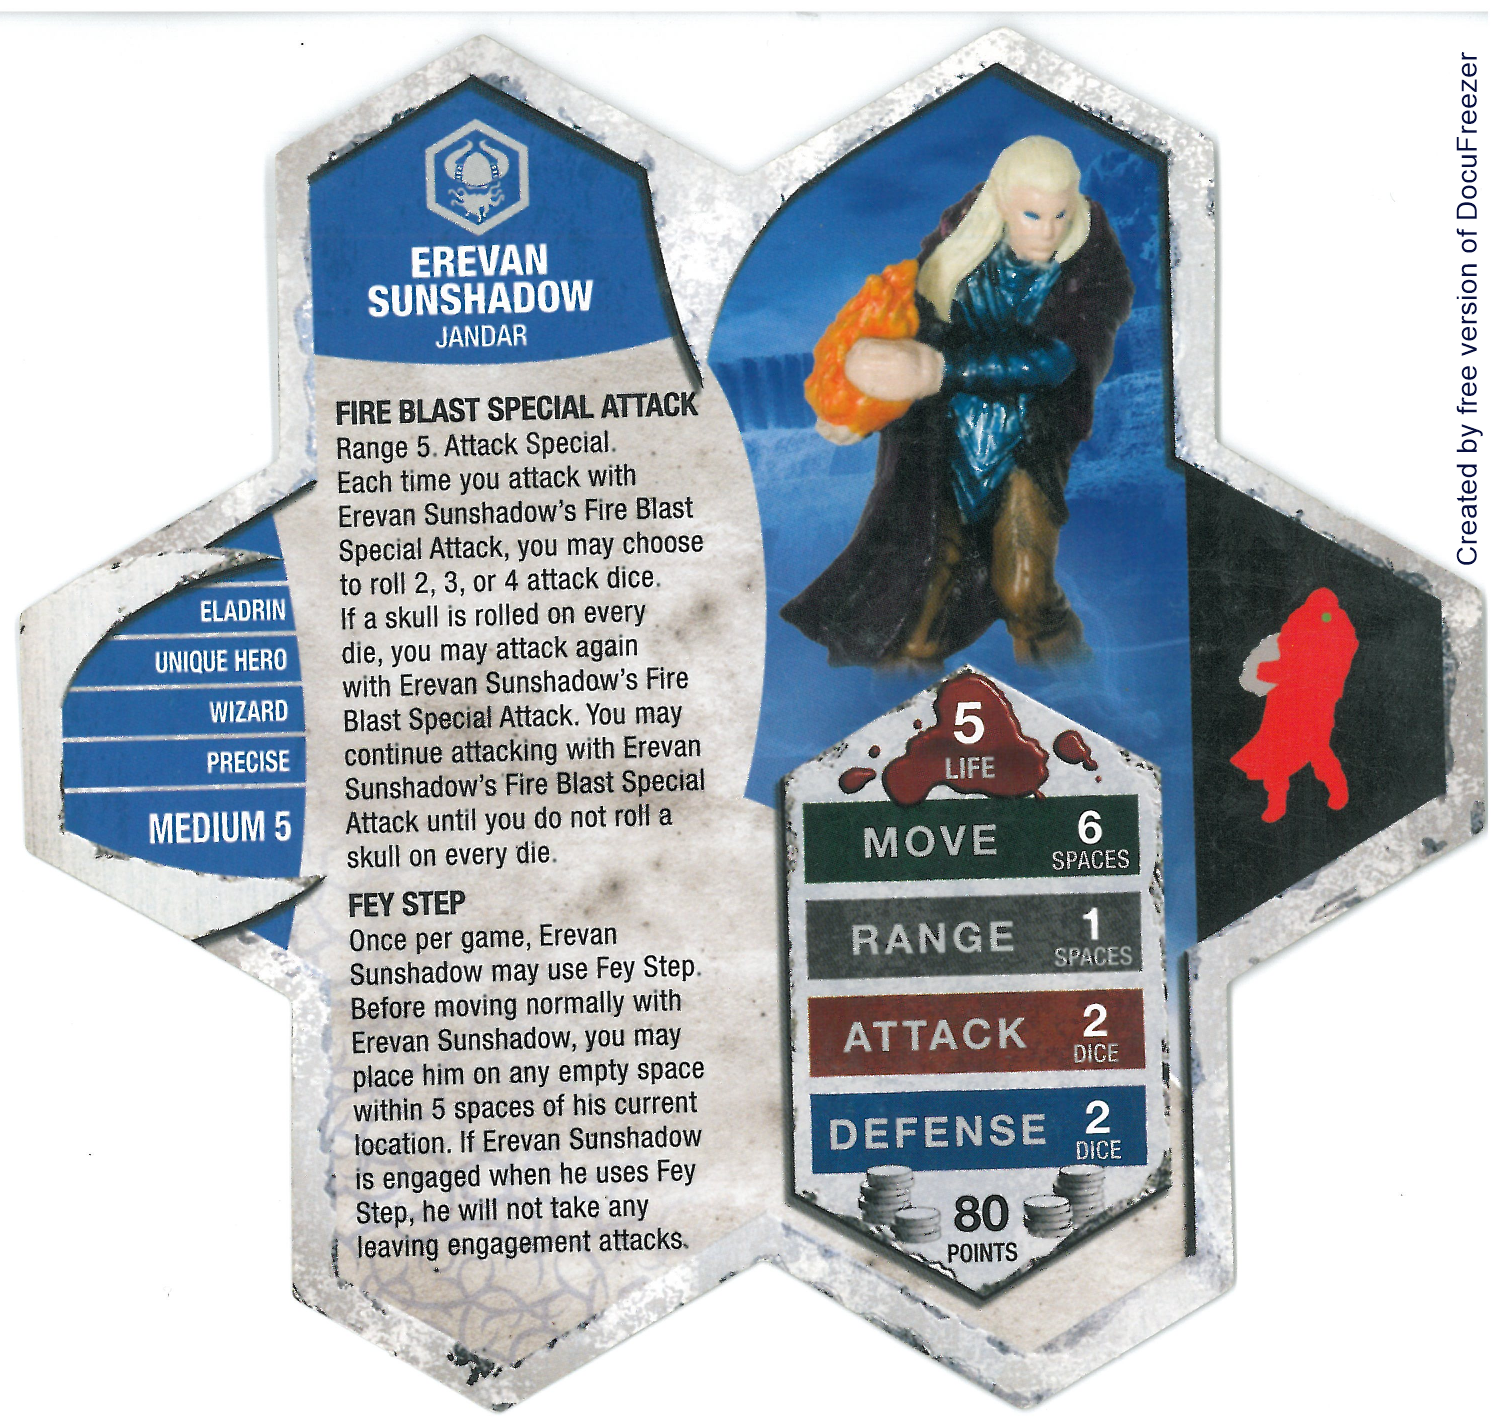 EREVAN
SUNSHADOW
JANDAR
FIRE BLAST SPECIAL ATTACK
Range 5. Attack Special.
Each time you attack with
Erevan Sunshadow's Fire Blast
Special Attack, you may choose
to roll 2, 3, or 4 attack dice.
If a skull is rolled on every
die, you may attack again
with Erevan Sunshadow's Fire
Blast Special Attack. You may
continue attacking with Erevan
Sunshadow's Fire Blast Special
Attack until you do not roll a
skull on every die.
FEY STEP
Once per game, Erevan
Sunshadow may use Fey Step.
Before moving normally with
Erevan Sunshadow, you may
place him on any empty space
within 5 spaces of his current
location. If Erevan Sunshadow
is engaged when he uses Fey
Step, he will not take any
leaving engagement attacks.
ELADRIN
UNIQUE HERO
WIZARD
PRECISE
MEDIUM 5
5
LIFE
MOVE 6
SPACES
RANGE 1
SPACES
ATTACK 2
DICE
DEFENSE 2
DICE
80
POINTS
Created by free version of DocuFreezer